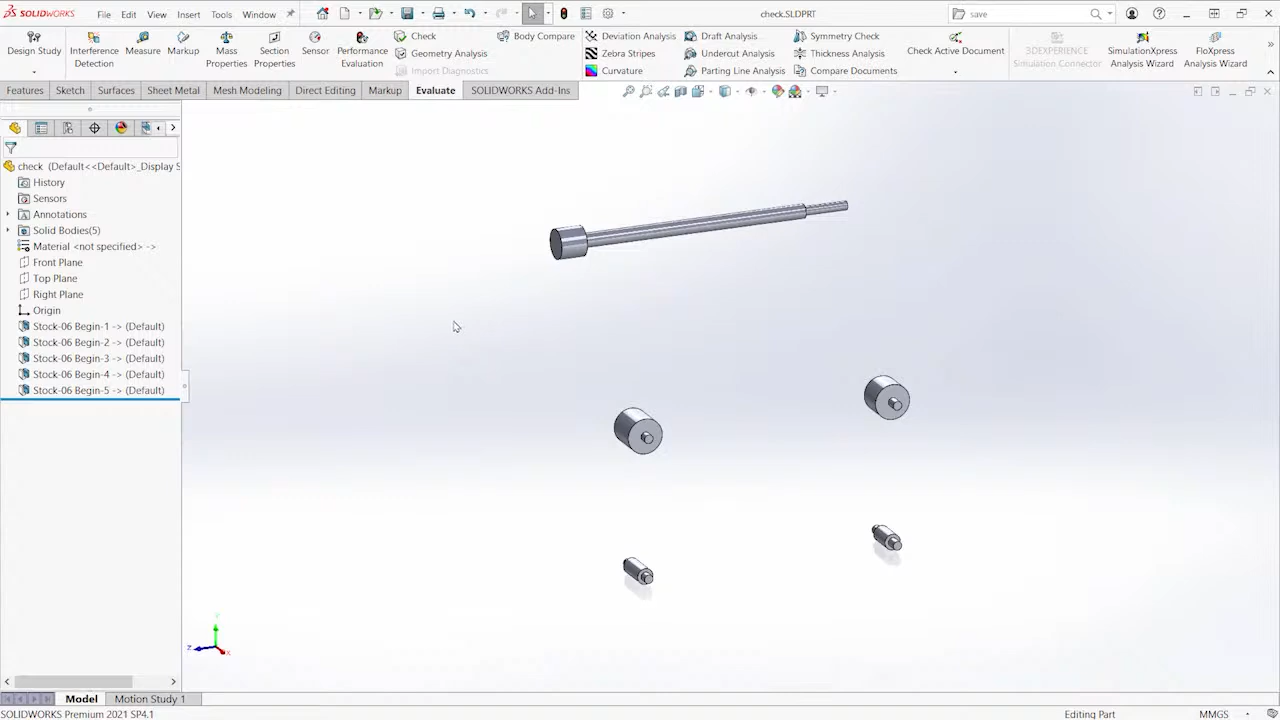 SOLIDWORKS File Edit View Insert Tools Window check.SLDPRT save
Design Study Interference Detection Measure Markup Mass Properties Section Properties Sensor Performance Evaluation
Check
Geometry Analysis
Import Diagnostics
Body Compare
Deviation Analysis
Zebra Stripes
Curvature
Draft Analysis
Undercut Analysis
Parting Line Analysis
Symmetry Check
Thickness Analysis
Compare Documents
Check Active Document
3DEXPERIENCE Simulation Connector
SimulationXpress Analysis Wizard
FloXpress Analysis Wizard
Features Sketch Surfaces Sheet Metal Mesh Modeling Direct Editing Markup Evaluate SOLIDWORKS Add-Ins
check (Default<<Default>_Display S
History
Sensors
Annotations
Solid Bodies(5)
Material <not specified> ->
Front Plane
Top Plane
Right Plane
Origin
Stock-06 Begin-1 -> (Default)
Stock-06 Begin-2 -> (Default)
Stock-06 Begin-3 -> (Default)
Stock-06 Begin-4 -> (Default)
Stock-06 Begin-5 -> (Default)
Y
Z
X
Model Motion Study 1
SOLIDWORKS Premium 2021 SP4.1 Editing Part MMGS